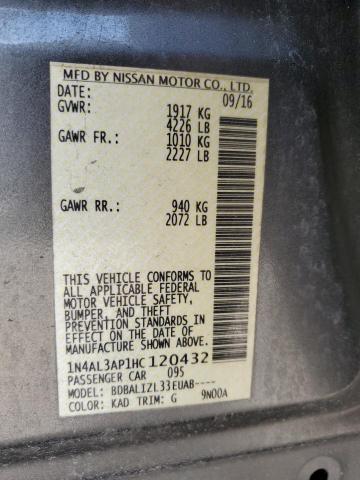 MFD BY NISSAN MOTOR CO., LTD.
DATE: 09/16
GVWR: 1917 KG
4226 LB
GAWR FR.: 1010 KG
2227 LB
GAWR RR.: 940 KG
2072 LB
THIS VEHICLE CONFORMS TO
ALL APPLICABLE FEDERAL
MOTOR VEHICLE SAFETY,
BUMPER, AND THEFT
PREVENTION STANDARDS IN
EFFECT ON THE DATE OF
MANUFACTURE SHOWN ABOVE.
1N4AL3AP1HC120432
PASSENGER CAR 095
MODEL: BDBALIZL33EUAB----
COLOR: KAD TRIM: G 9N00A